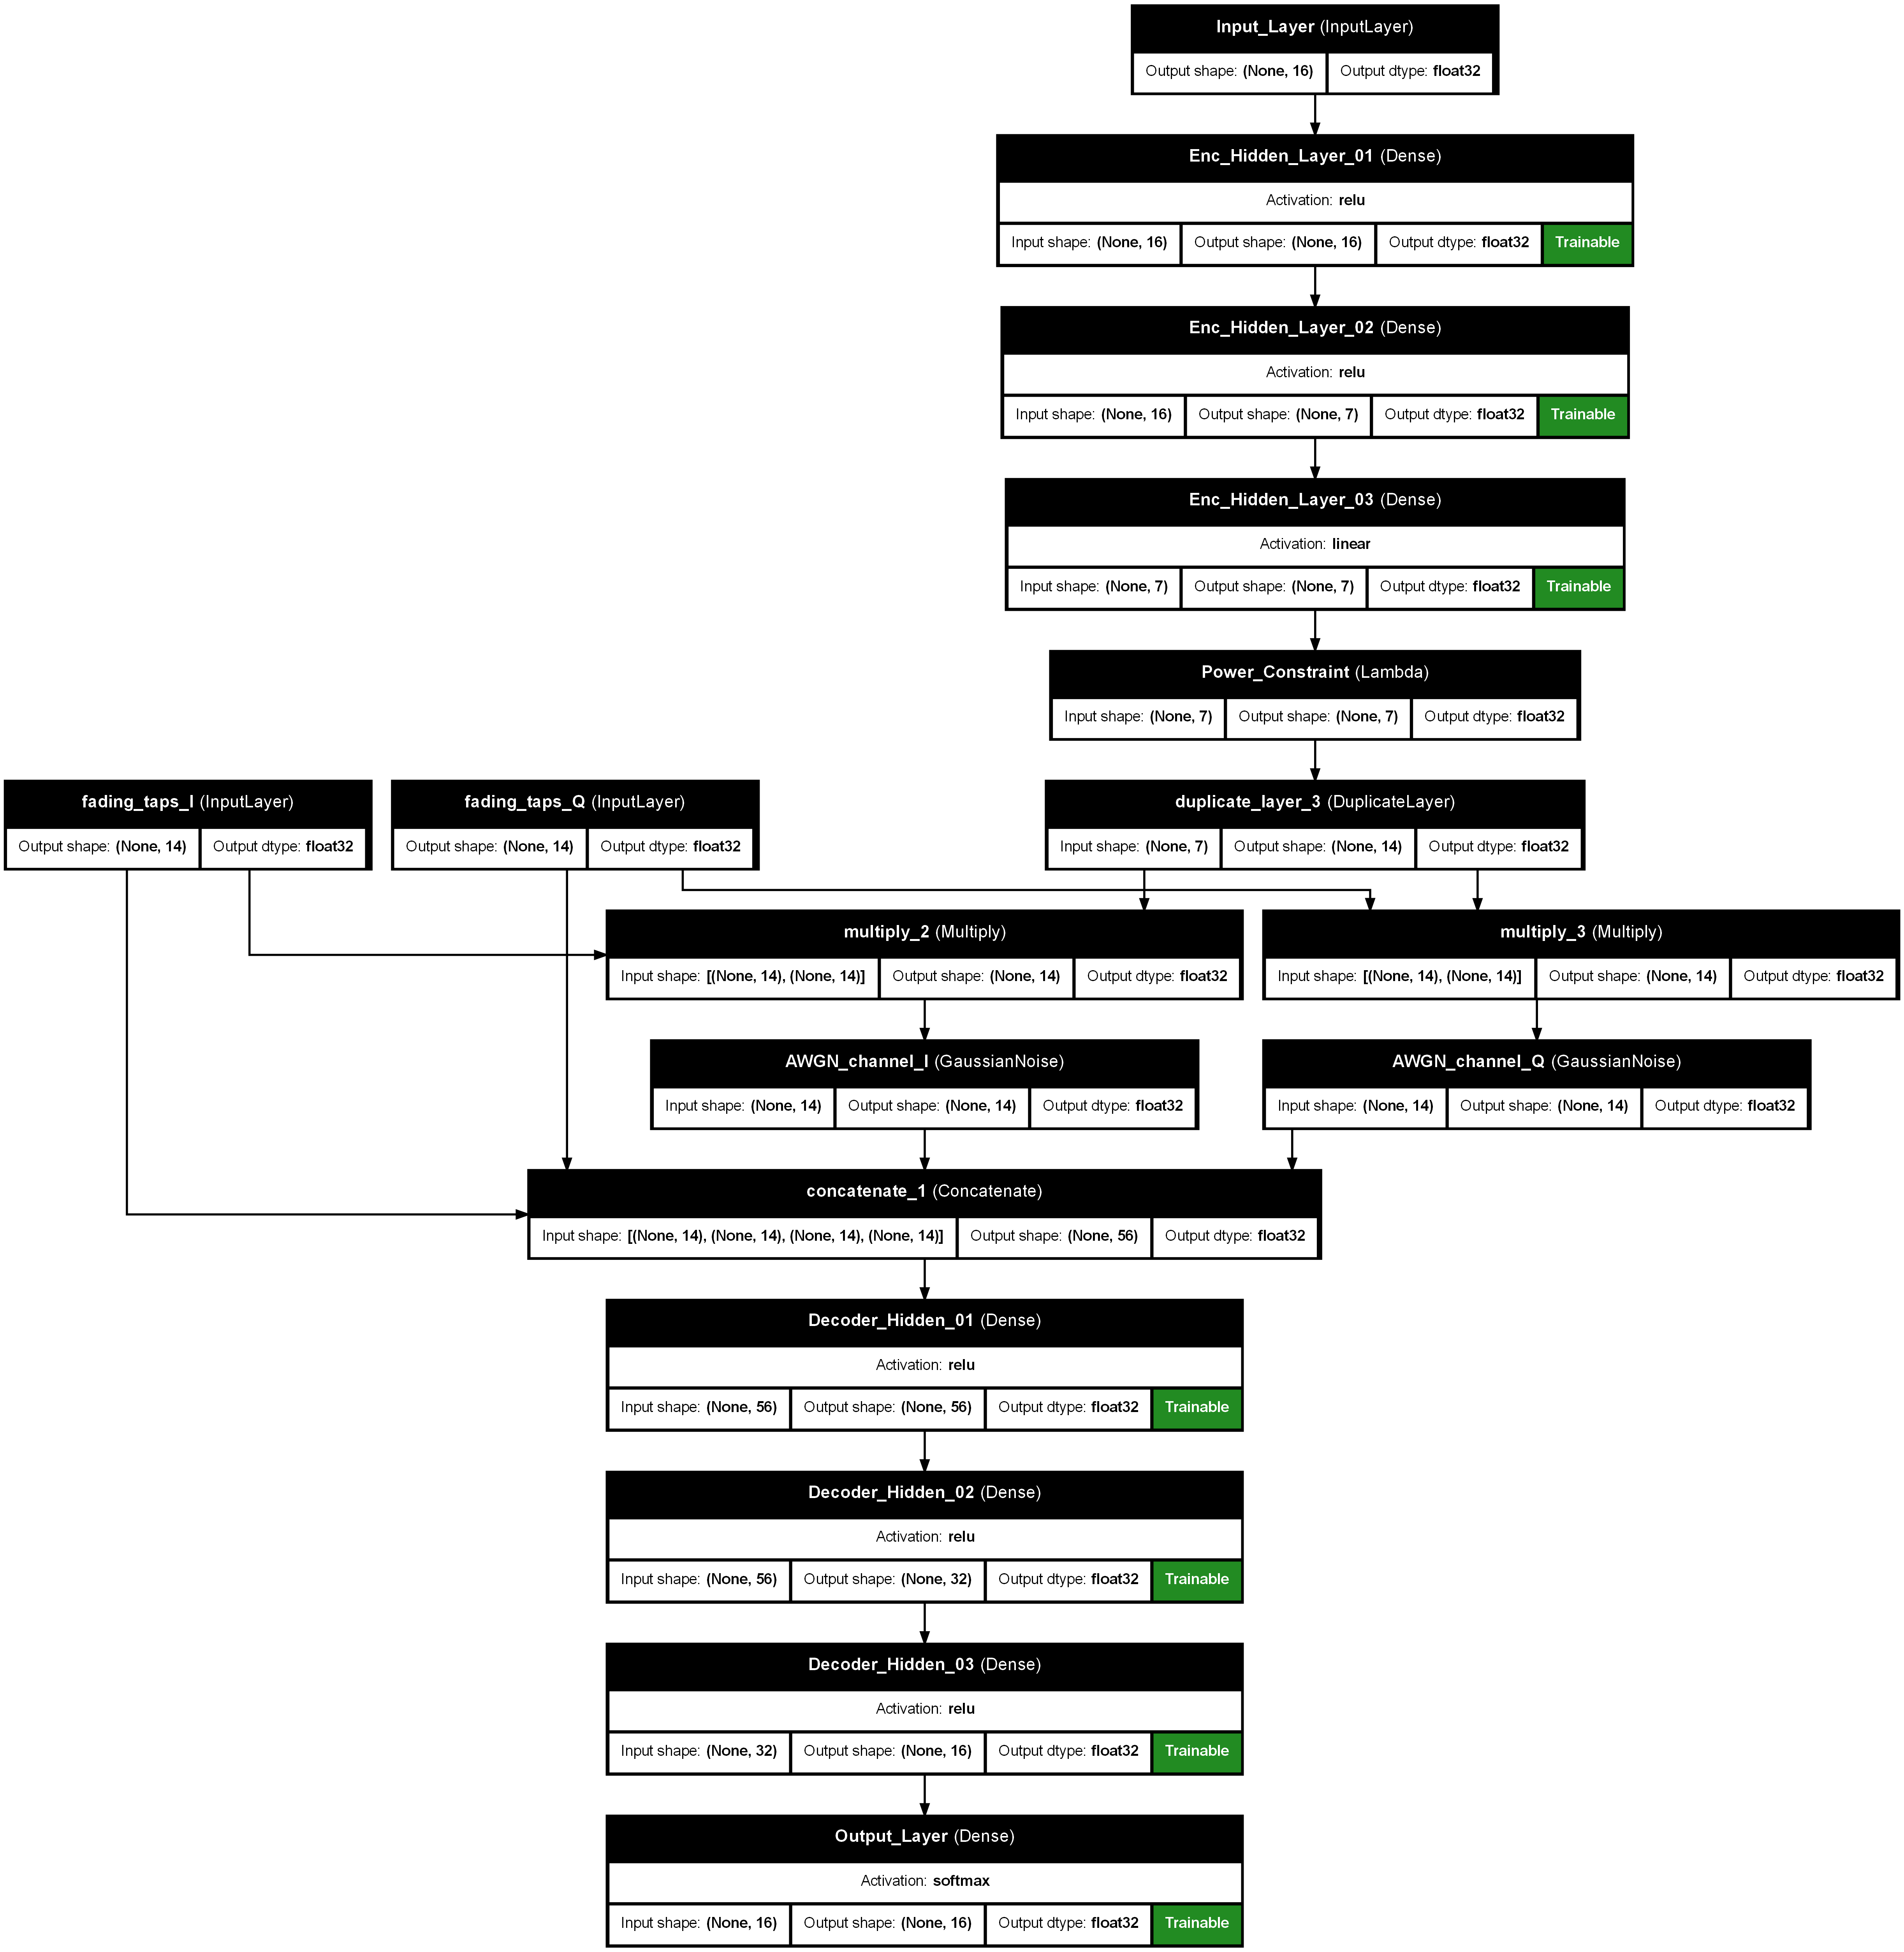 Input_Layer (InputLayer)
Output shape: (None, 16) Output dtype: float32
Enc_Hidden_Layer_01 (Dense)
Activation: relu
Input shape: (None, 16) Output shape: (None, 16) Output dtype: float32 Trainable
Enc_Hidden_Layer_02 (Dense)
Activation: relu
Input shape: (None, 16) Output shape: (None, 7) Output dtype: float32 Trainable
Enc_Hidden_Layer_03 (Dense)
Activation: linear
Input shape: (None, 7) Output shape: (None, 7) Output dtype: float32 Trainable
Power_Constraint (Lambda)
Input shape: (None, 7) Output shape: (None, 7) Output dtype: float32
fading_taps_I (InputLayer)
Output shape: (None, 14) Output dtype: float32
fading_taps_Q (InputLayer)
Output shape: (None, 14) Output dtype: float32
duplicate_layer_3 (DuplicateLayer)
Input shape: (None, 7) Output shape: (None, 14) Output dtype: float32
multiply_2 (Multiply)
Input shape: [(None, 14), (None, 14)] Output shape: (None, 14) Output dtype: float32
multiply_3 (Multiply)
Input shape: [(None, 14), (None, 14)] Output shape: (None, 14) Output dtype: float32
AWGN_channel_I (GaussianNoise)
Input shape: (None, 14) Output shape: (None, 14) Output dtype: float32
AWGN_channel_Q (GaussianNoise)
Input shape: (None, 14) Output shape: (None, 14) Output dtype: float32
concatenate_1 (Concatenate)
Input shape: [(None, 14), (None, 14), (None, 14), (None, 14)] Output shape: (None, 56) Output dtype: float32
Decoder_Hidden_01 (Dense)
Activation: relu
Input shape: (None, 56) Output shape: (None, 56) Output dtype: float32 Trainable
Decoder_Hidden_02 (Dense)
Activation: relu
Input shape: (None, 56) Output shape: (None, 32) Output dtype: float32 Trainable
Decoder_Hidden_03 (Dense)
Activation: relu
Input shape: (None, 32) Output shape: (None, 16) Output dtype: float32 Trainable
Output_Layer (Dense)
Activation: softmax
Input shape: (None, 16) Output shape: (None, 16) Output dtype: float32 Trainable